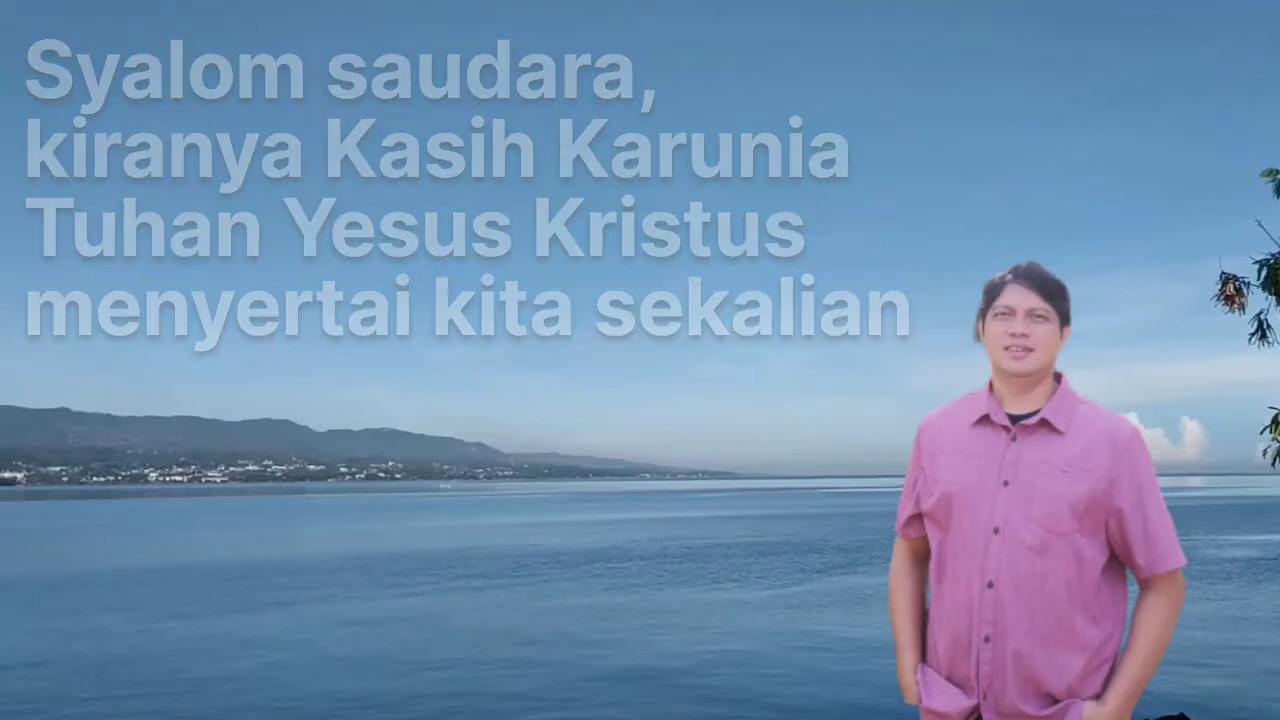 Syalom saudara,
kiranya Kasih Karunia
Tuhan Yesus Kristus
menyertai kita sekalian